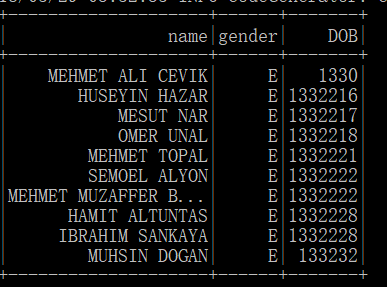 +--------------------+------+-------+
|                name|gender|    DOB|
+--------------------+------+-------+
|     MEHMET ALI CEVIK|     E|   1330|
|        HUSEYIN HAZAR|     E|1332216|
|            MESUT NAR|     E|1332217|
|            OMER UNAL|     E|1332218|
|         MEHMET TOPAL|     E|1332221|
|         SEMOEL ALYON|     E|1332222|
|MEHMET MUZAFFER B...|     E|1332222|
|       HAMIT ALTUNTAS|     E|1332228|
|      IBRAHIM SANKAYA|     E|1332228|
|         MUHSIN DOGAN|     E| 133232|
+--------------------+------+-------+